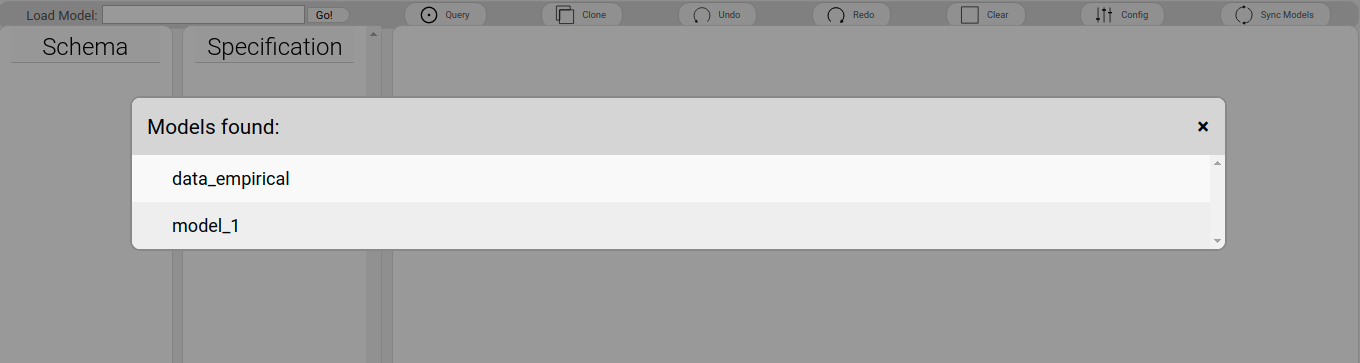 Load Model: Go! Query Clone Undo Redo Clear Config Sync Models
Schema Specification
Models found: ×
data_empirical
model_1